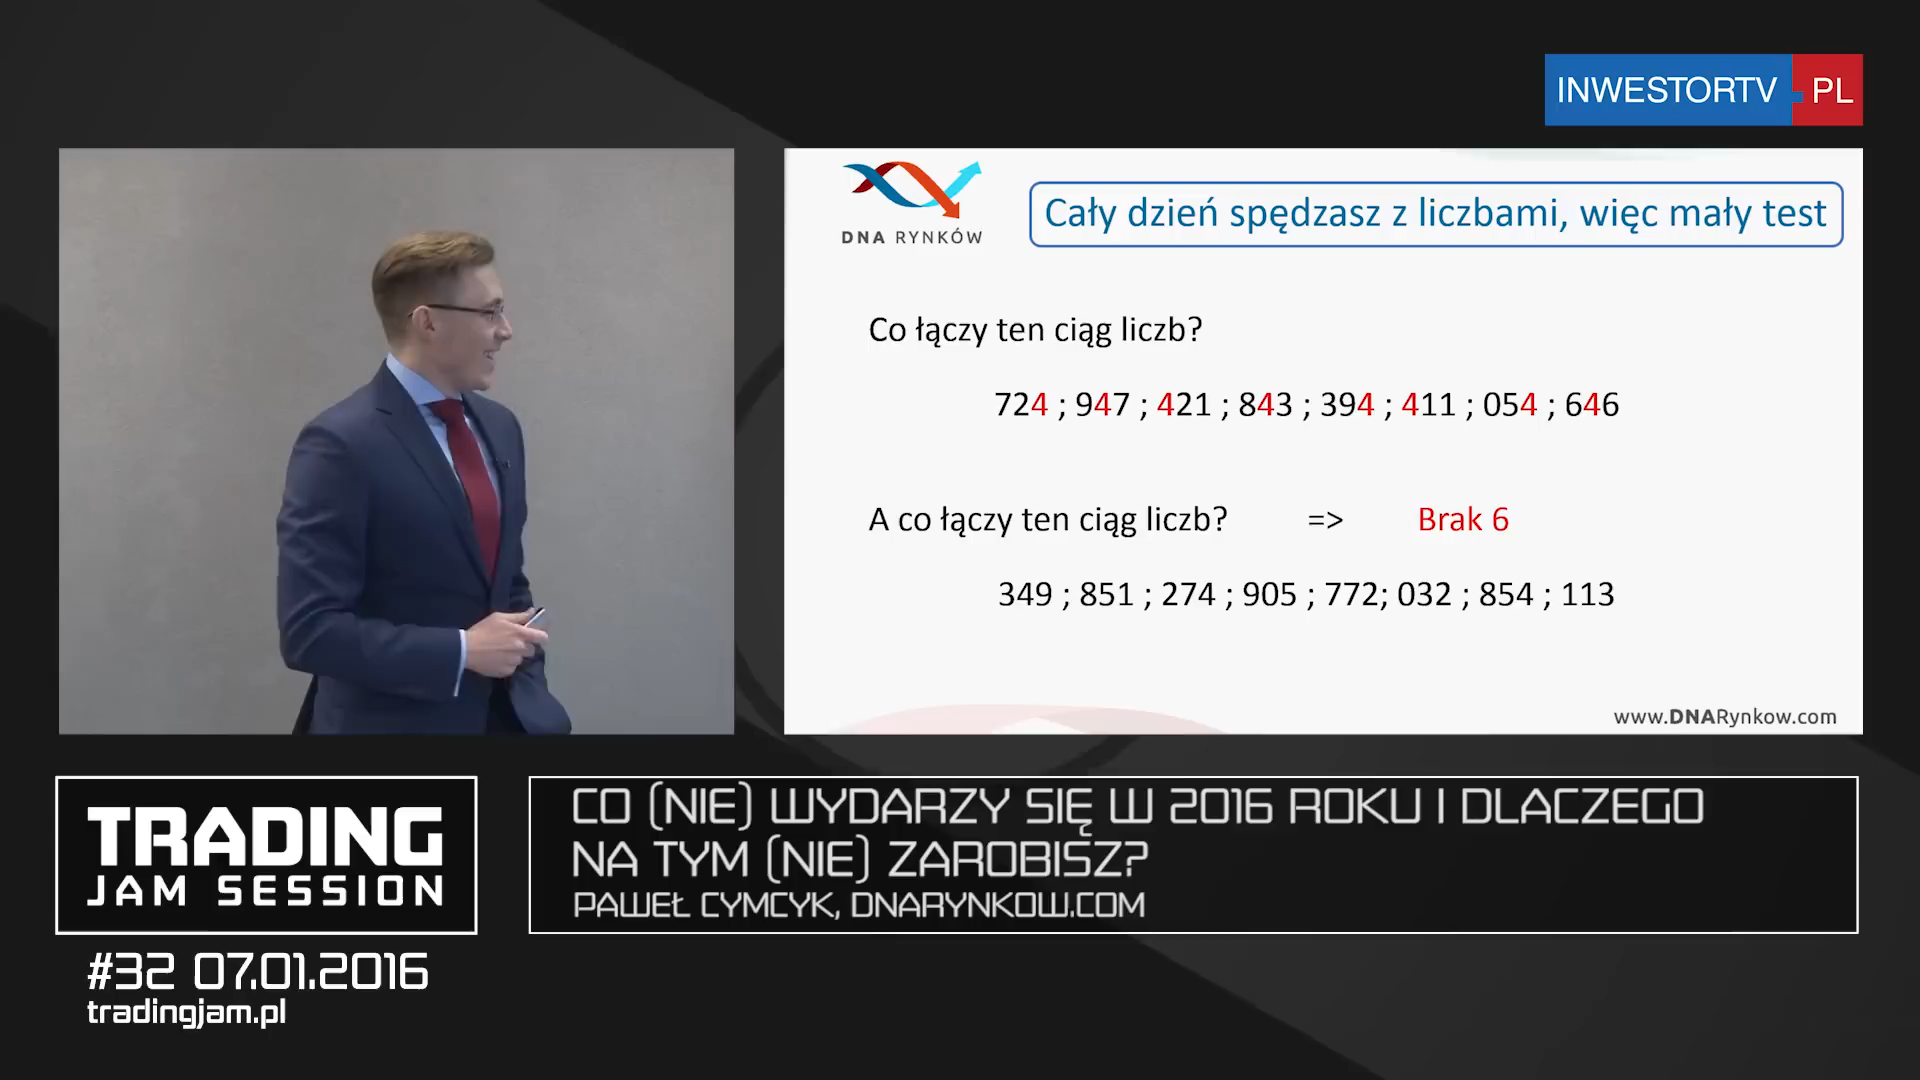 INWESTORTV.PL
DNA RYNKÓW
Cały dzień spędzasz z liczbami, więc mały test
Co łączy ten ciąg liczb?
724 ; 947 ; 421 ; 843 ; 394 ; 411 ; 054 ; 646
A co łączy ten ciąg liczb? => Brak 6
349 ; 851 ; 274 ; 905 ; 772; 032 ; 854 ; 113
www.DNARynkow.com
TRADING
JAM SESSION
#32 07.01.2016
tradingjam.pl
CO (NIE) WYDARZY SIĘ W 2016 ROKU I DLACZEGO
NA TYM (NIE) ZAROBISZ?
PAWEŁ CYMCYK, DNARYNKOW.COM